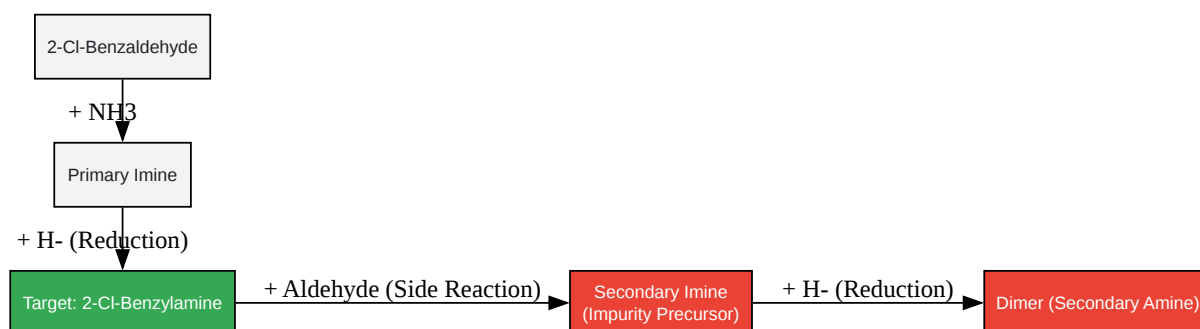 2-Cl-Benzaldehyde
+ NH3
Primary Imine
+ H- (Reduction)
Target: 2-Cl-Benzylamine
+ Aldehyde (Side Reaction)
Secondary Imine
(Impurity Precursor)
+ H- (Reduction)
Dimer (Secondary Amine)